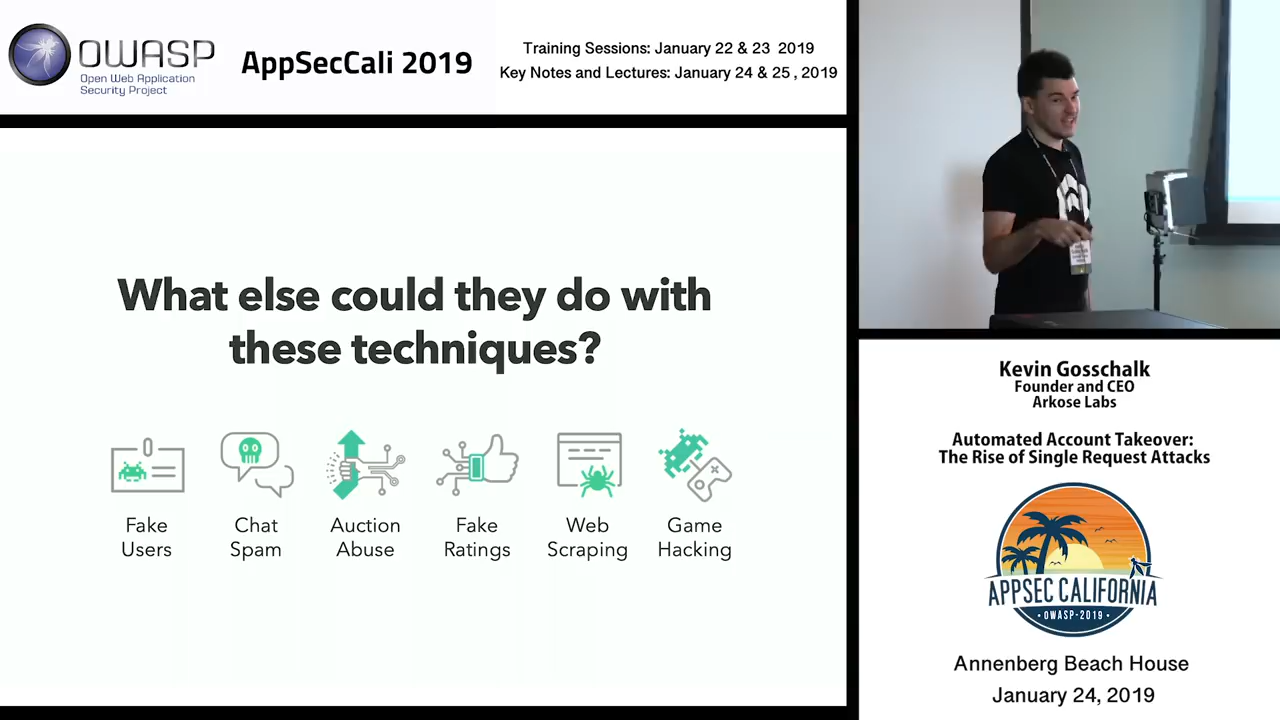 OWASP
Open Web Application
Security Project
AppSecCali 2019
Training Sessions: January 22 & 23 2019
Key Notes and Lectures: January 24 & 25, 2019
What else could they do with
these techniques?
Fake
Users
Chat
Spam
Auction
Abuse
Fake
Ratings
Web
Scraping
Game
Hacking
Kevin Gosschalk
Founder and CEO
Arkose Labs
Automated Account Takeover:
The Rise of Single Request Attacks
APPSEC CALIFORNIA
OWASP-2019
Annenberg Beach House
January 24, 2019